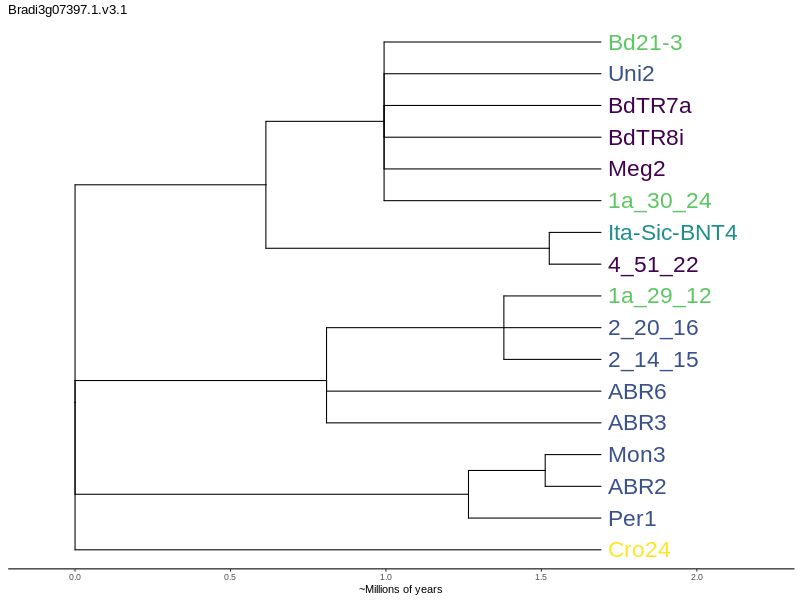 Bradi3g07397.1.v3.1
Bd21-3
Uni2
BdTR7a
BdTR8i
Meg2
1a_30_24
Ita-Sic-BNT4
4_51_22
1a_29_12
2_20_16
2_14_15
ABR6
ABR3
Mon3
ABR2
Per1
Cro24
0.0 0.5 1.0 1.5 2.0
~Millions of years